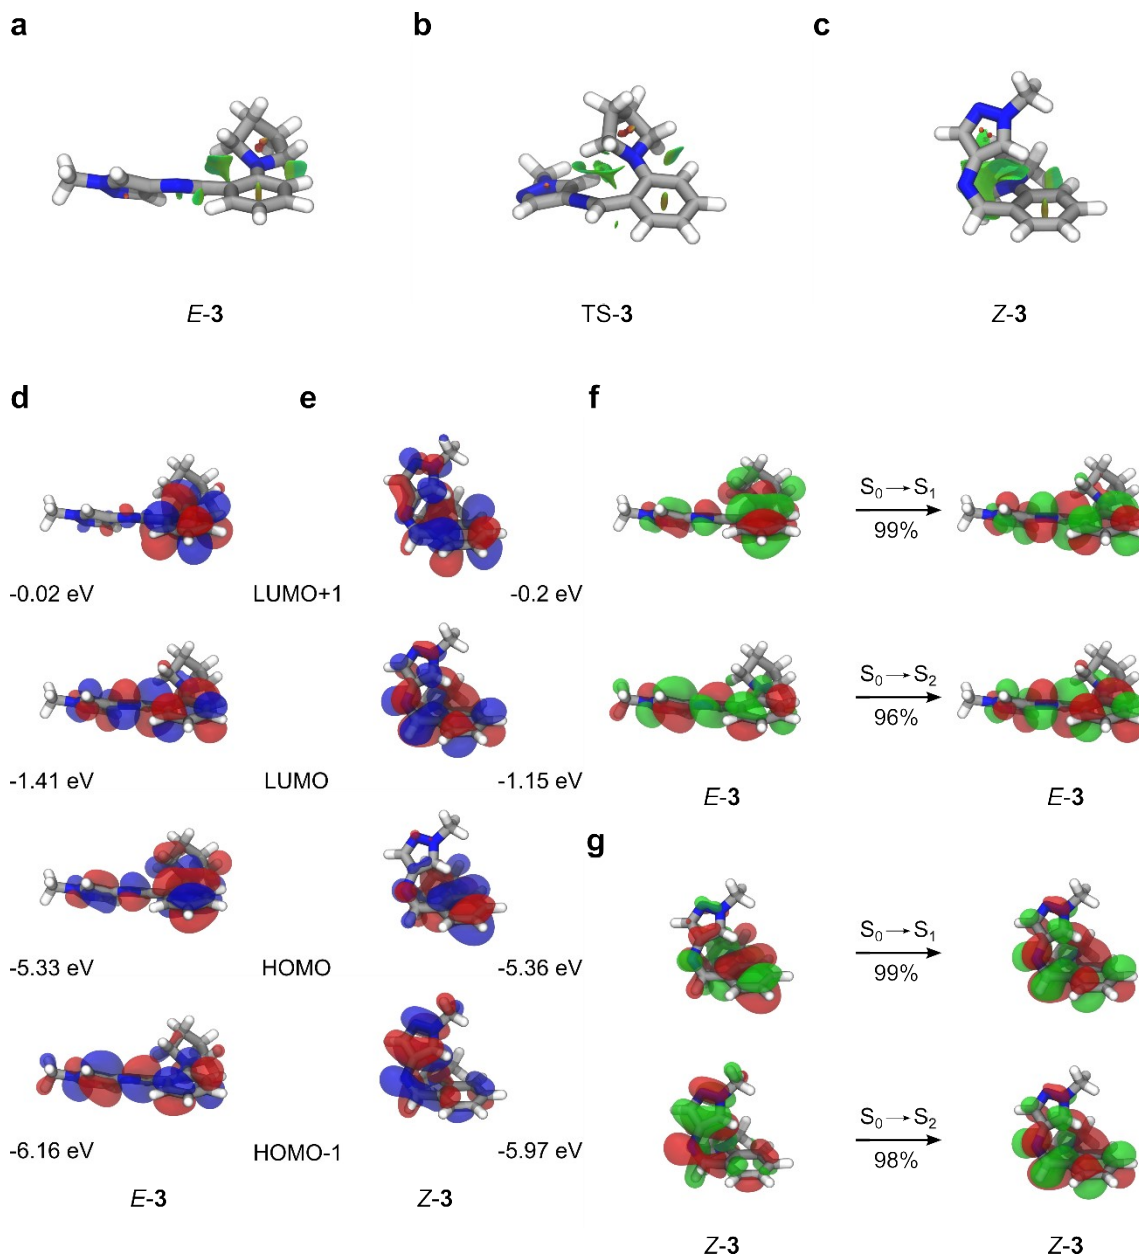 a
b
c
E-3
TS-3
Z-3
d
e
f
S0→S1
99%
-0.02 eV
LUMO+1
-0.2 eV
S0→S2
96%
-1.41 eV
LUMO
-1.15 eV
E-3
E-3
g
S0→S1
99%
-5.33 eV
HOMO
-5.36 eV
S0→S2
98%
-6.16 eV
HOMO-1
-5.97 eV
E-3
Z-3
Z-3
Z-3